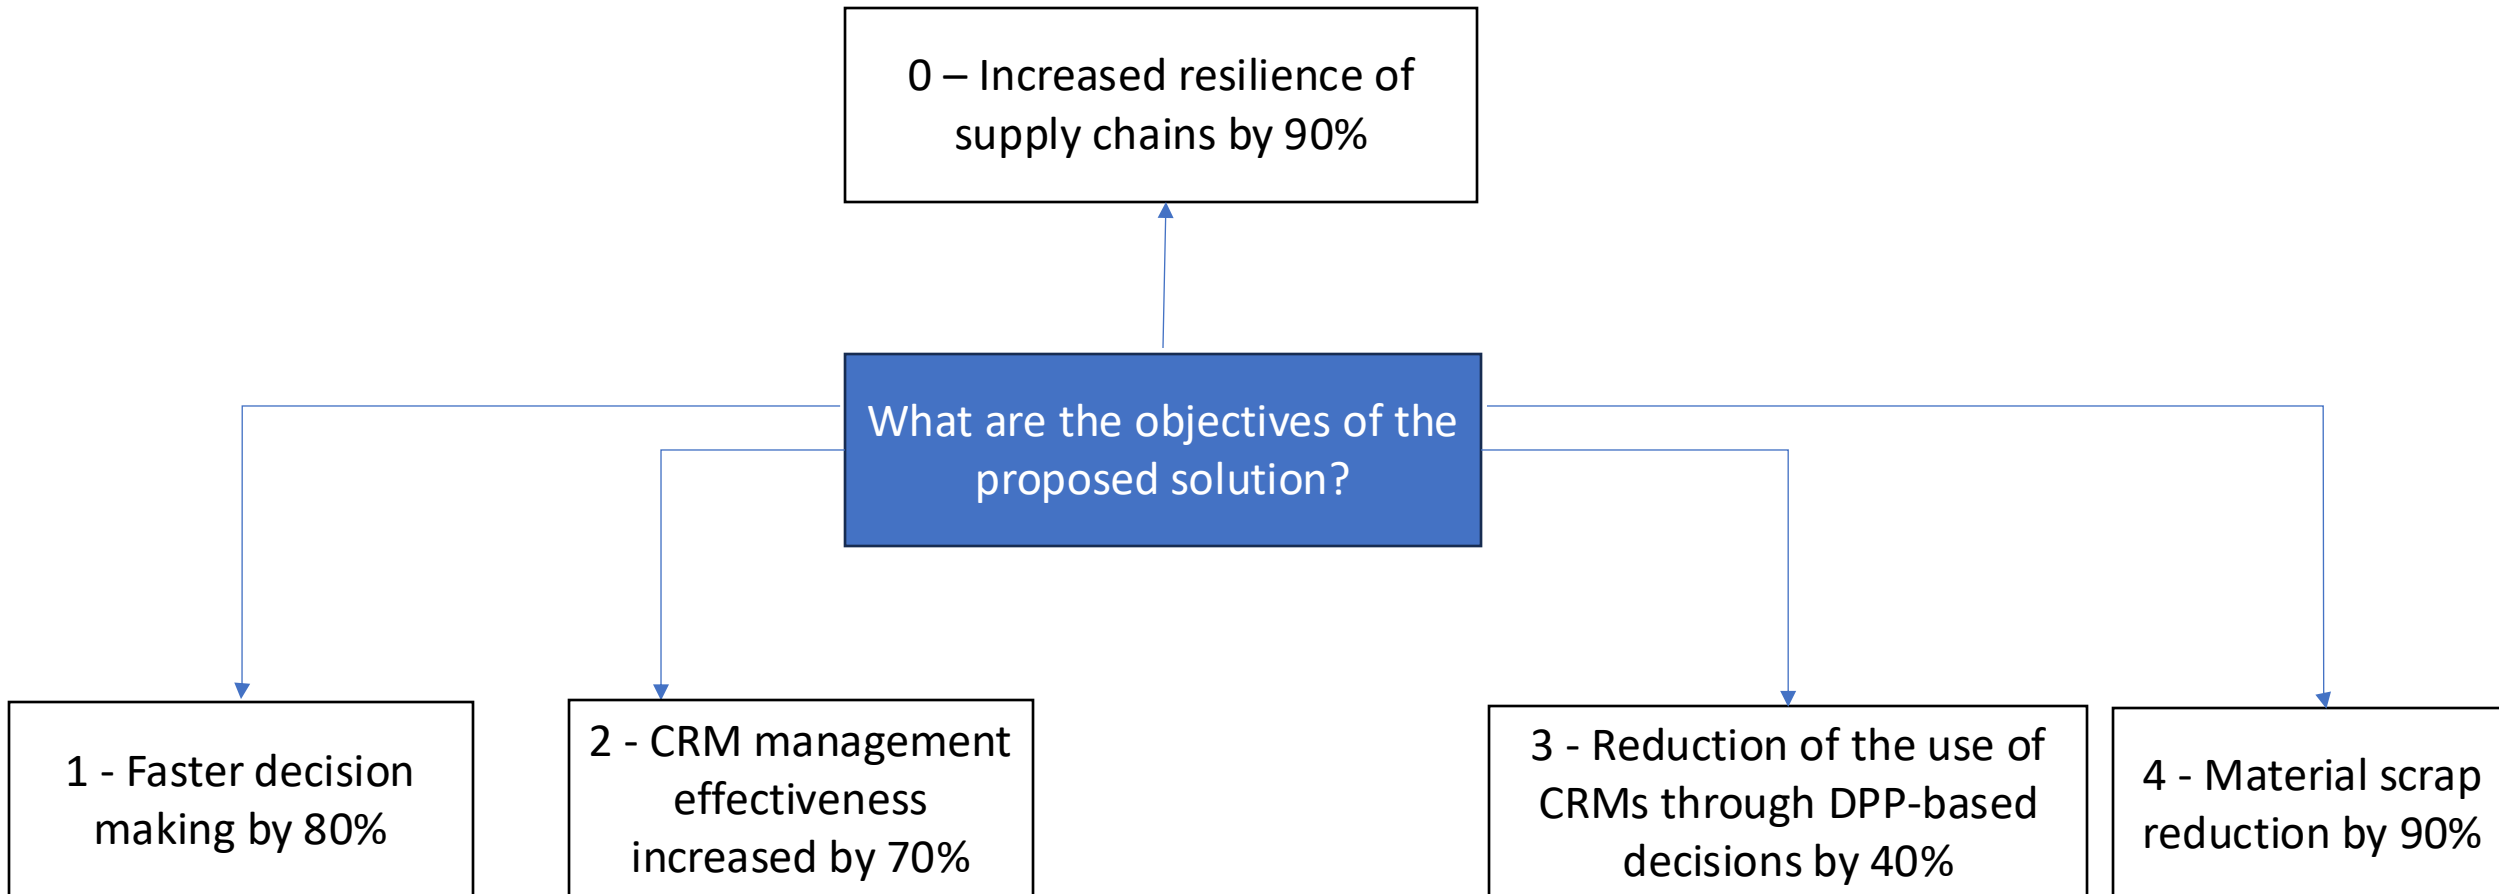 0 – Increased resilience of
supply chains by 90%
What are the objectives of the
proposed solution?
1 - Faster decision
making by 80%
2 - CRM management
effectiveness
increased by 70%
3 - Reduction of the use of
CRMs through DPP-based
decisions by 40%
4 - Material scrap
reduction by 90%